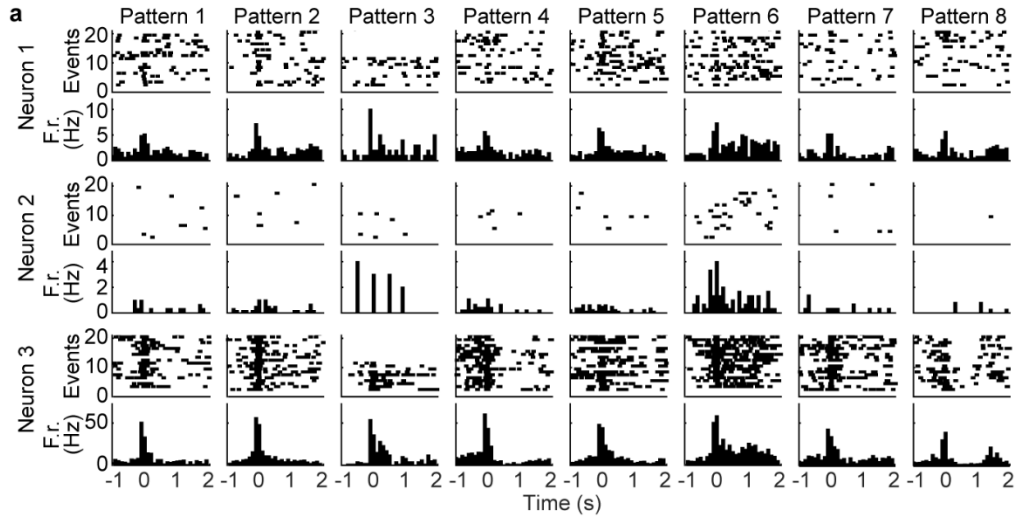 a
Pattern 1 Pattern 2 Pattern 3 Pattern 4 Pattern 5 Pattern 6 Pattern 7 Pattern 8
Neuron 1
Events
20
10
0
F.r.
(Hz)
10
5
0
Neuron 2
Events
20
10
0
F.r.
(Hz)
4
2
0
Neuron 3
Events
20
10
0
F.r.
(Hz)
50
0
-1 0 1 2 -1 0 1 2 -1 0 1 2 -1 0 1 2 -1 0 1 2 -1 0 1 2 -1 0 1 2 -1 0 1 2
Time (s)